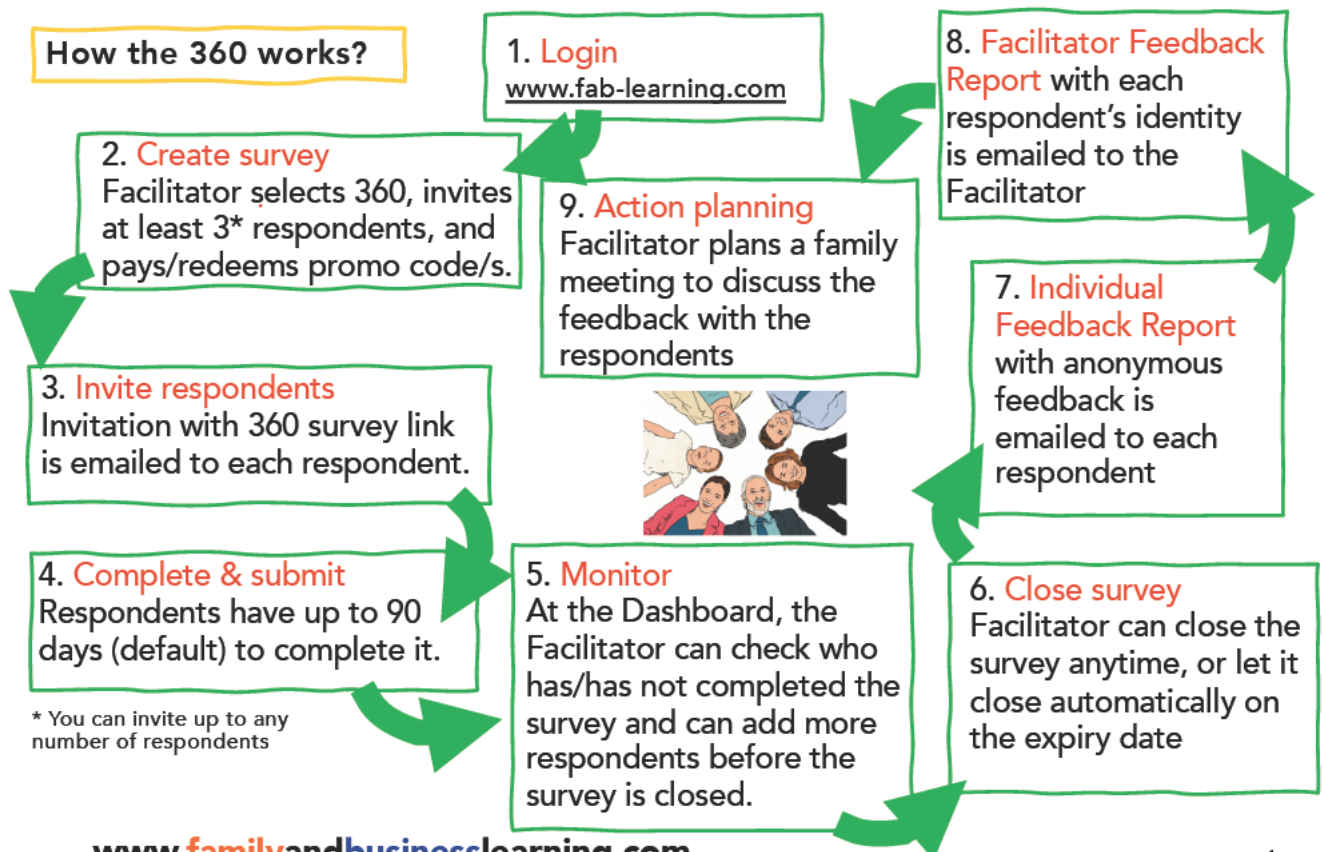 How the 360 works?
1. Login
www.fab-learning.com
2. Create survey
Facilitator selects 360, invites
at least 3* respondents, and
pays/redeems promo code/s.
3. Invite respondents
Invitation with 360 survey link
is emailed to each respondent.
4. Complete & submit
Respondents have up to 90
days (default) to complete it.
* You can invite up to any
number of respondents
5. Monitor
At the Dashboard, the
Facilitator can check who
has/has not completed the
survey and can add more
respondents before the
survey is closed.
6. Close survey
Facilitator can close the
survey anytime, or let it
close automatically on
the expiry date
7. Individual
Feedback Report
with anonymous
feedback is
emailed to each
respondent
8. Facilitator Feedback
Report with each
respondent's identity
is emailed to the
Facilitator
9. Action planning
Facilitator plans a family
meeting to discuss the
feedback with the
respondents
www.familyandbusinesslearning.com